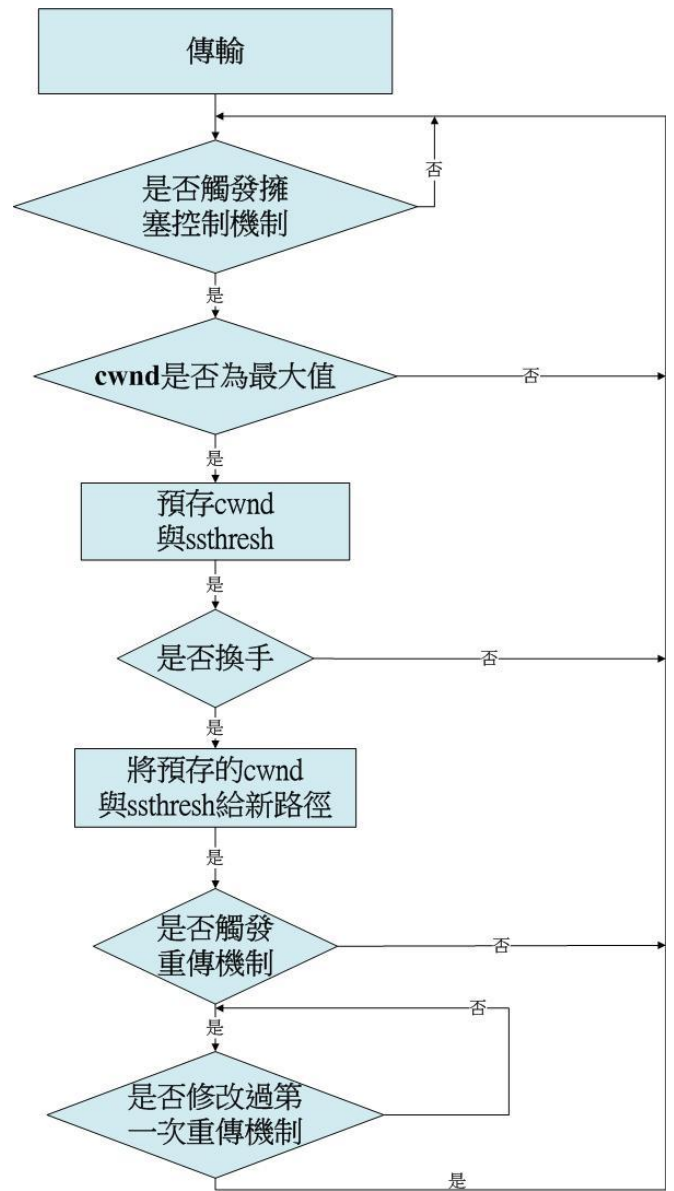 傳輸
否
是否觸發擁
塞控制機制
是
cwnd是否為最大值
否
是
預存cwnd
與ssthresh
是
是否換手
否
是
將預存的cwnd
與ssthresh給新路徑
是
是否觸發
重傳機制
否
是
否
是否修改過第
一次重傳機制
是